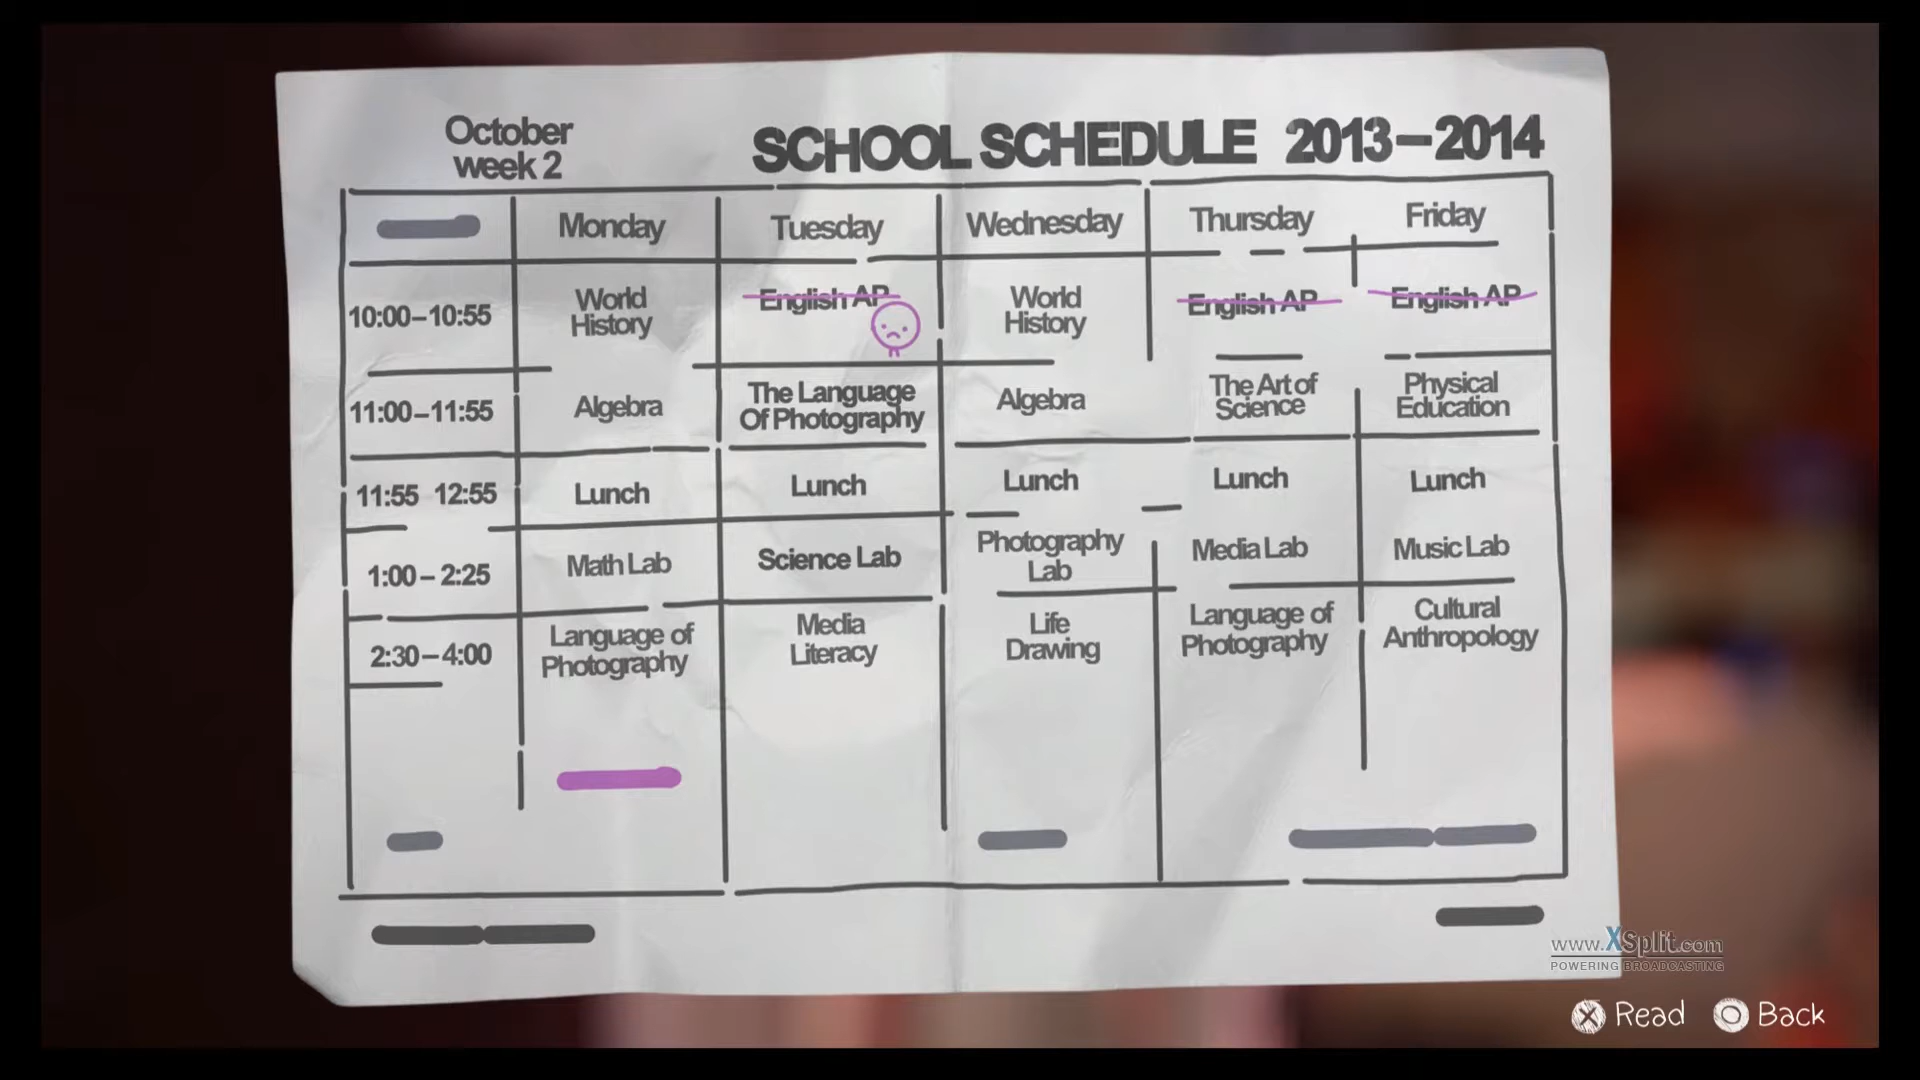 October
week 2
SCHOOL SCHEDULE 2013–2014
Monday
Tuesday
Wednesday
Thursday
Friday
10:00–10:55
World
History
English AP
World
History
English AP
English AP
11:00–11:55
Algebra
The Language
Of Photography
Algebra
The Art of
Science
Physical
Education
11:55 12:55
Lunch
Lunch
Lunch
Lunch
Lunch
1:00–2:25
Math Lab
Science Lab
Photography
Lab
Media Lab
Music Lab
2:30–4:00
Language of
Photography
Media
Literacy
Life
Drawing
Language of
Photography
Cultural
Anthropology
www.XSplit.com
POWERING BROADCASTING
Read
Back